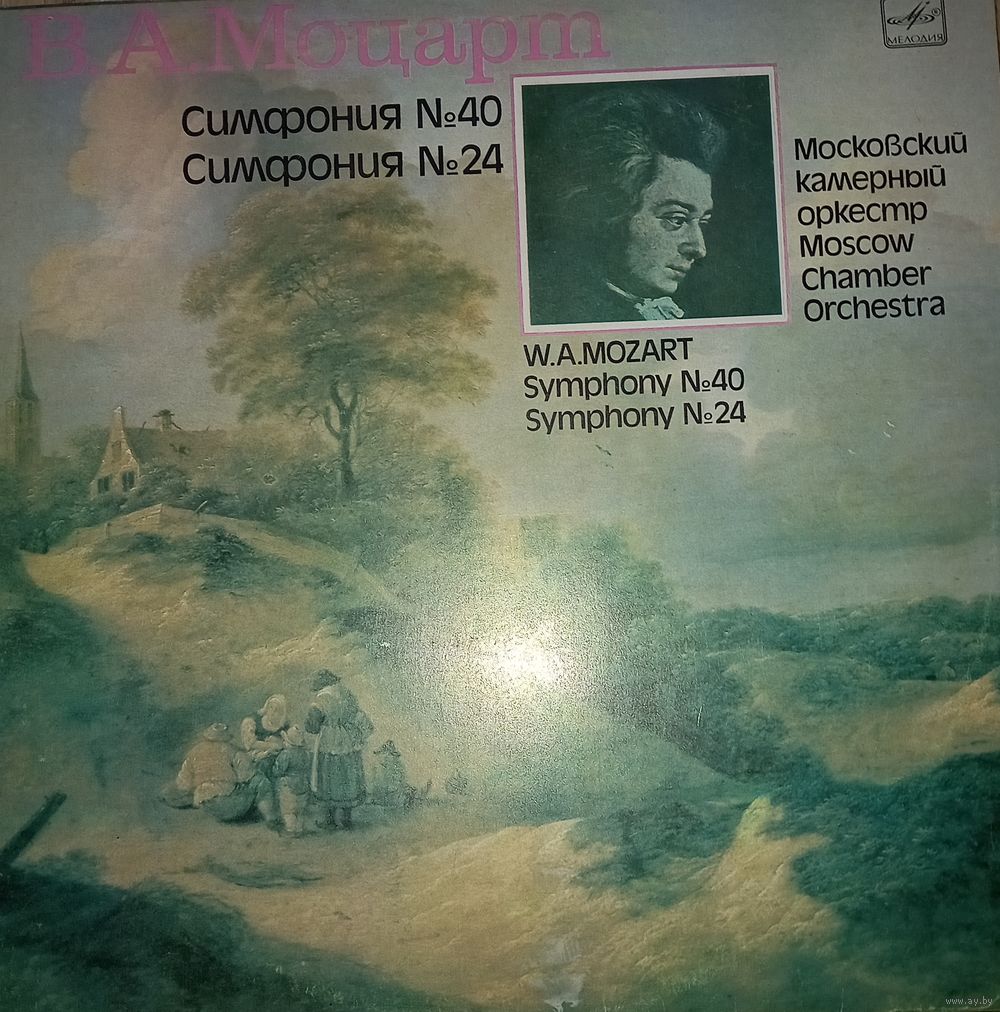 В.А.Моцарт
Симфония №40
Симфония №24
МЕЛОДИЯ
Московский
камерный
оркестр
Moscow
Chamber
Orchestra
W.A.MOZART
Symphony №40
Symphony №24
www.ay.by